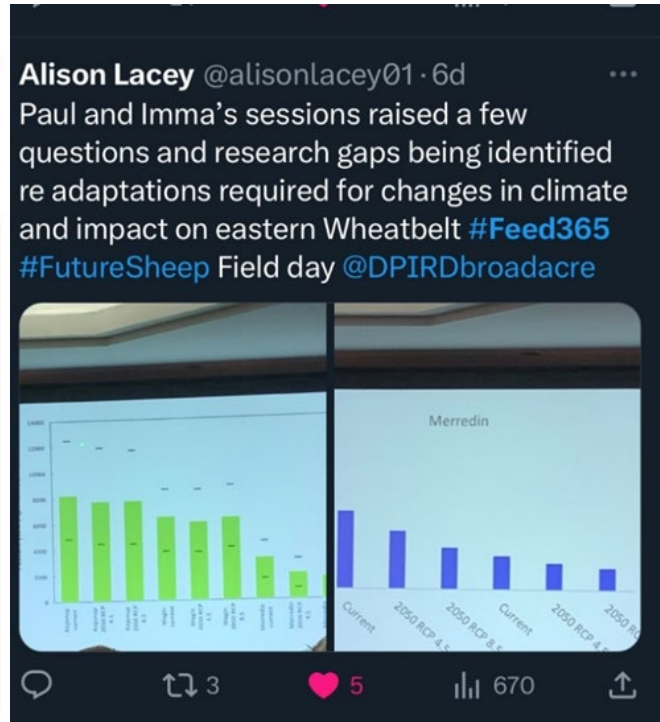 Alison Lacey @alisonlacey01 · 6d
Paul and Imma’s sessions raised a few
questions and research gaps being identified
re adaptations required for changes in climate
and impact on eastern Wheatbelt #Feed365
#FutureSheep Field day @DPIRDbroadacre
Merredin
Current
2050 RCP 4.5
2050 RCP 8.5
Current
2050 RCP 4.5
3
5
670